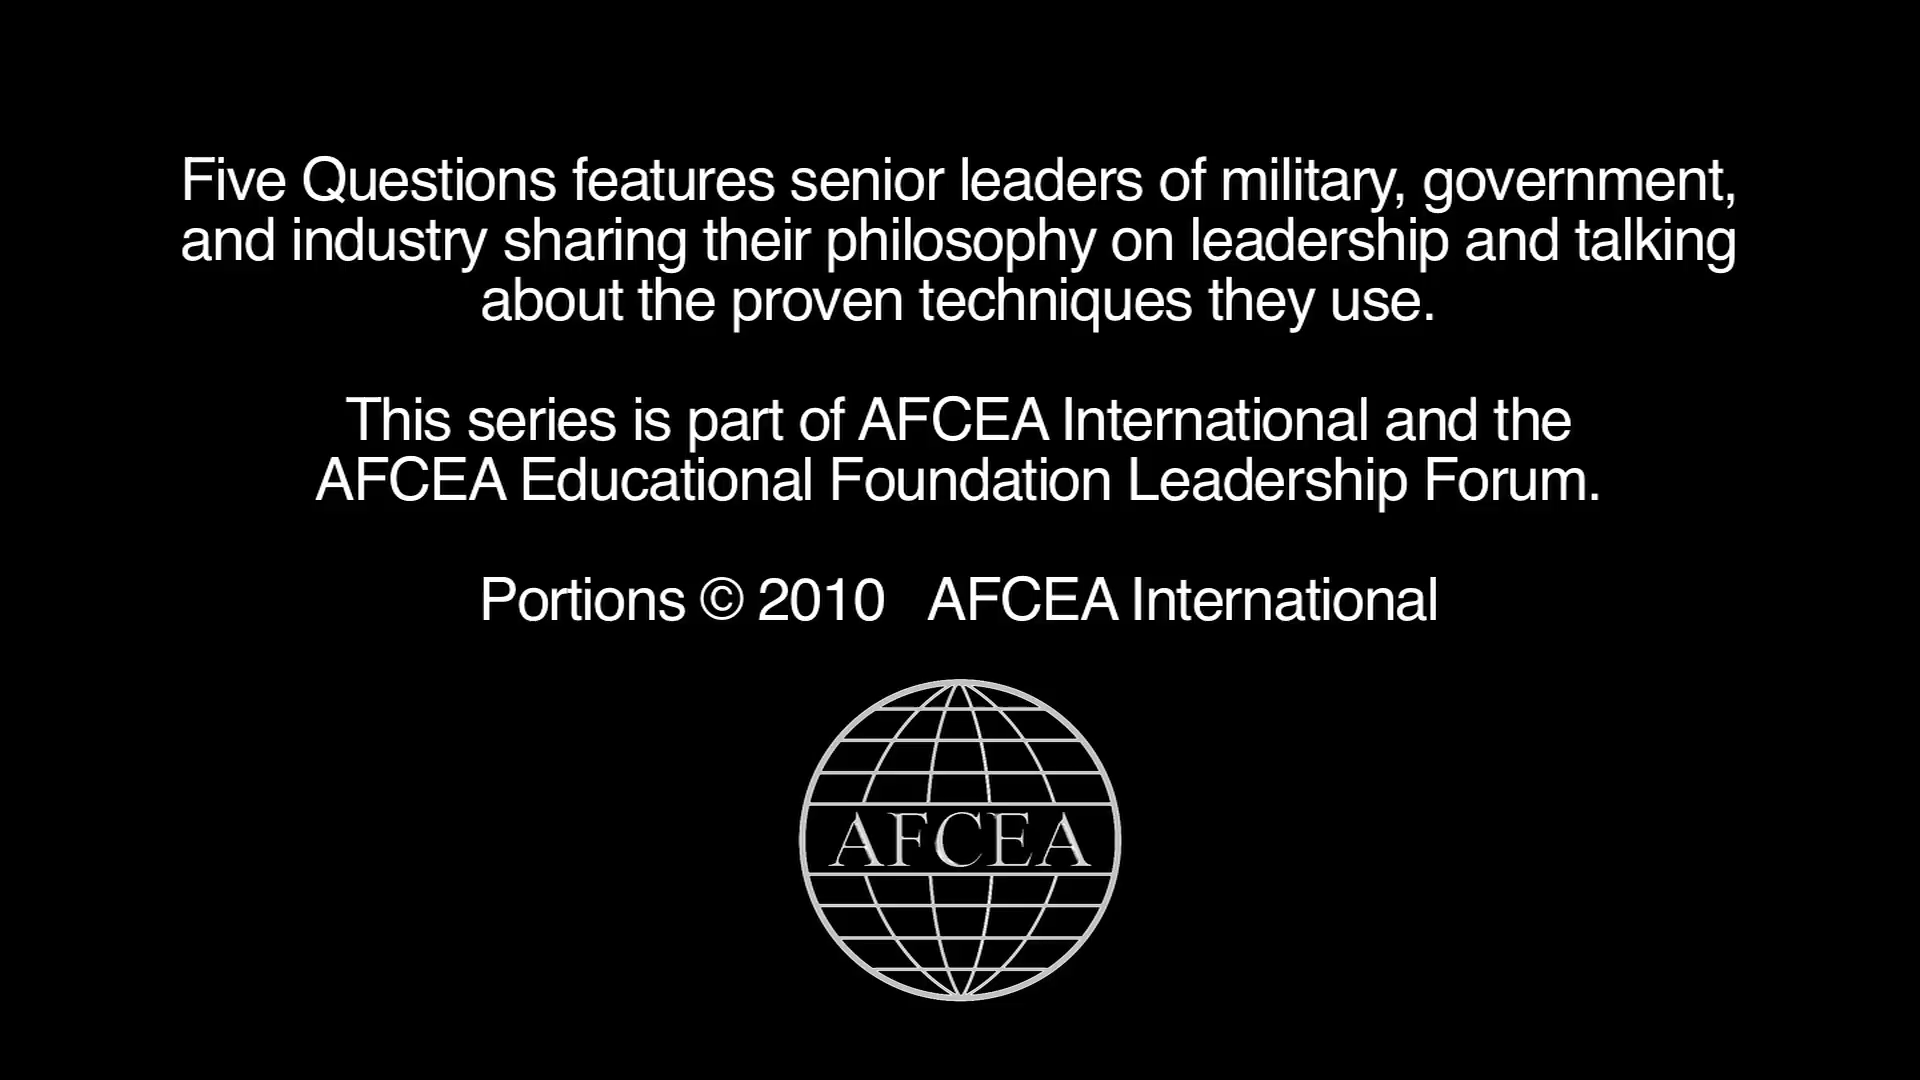 Five Questions features senior leaders of military, government,
and industry sharing their philosophy on leadership and talking
about the proven techniques they use.
This series is part of AFCEA International and the
AFCEA Educational Foundation Leadership Forum.
Portions © 2010 AFCEA International
AFCEA